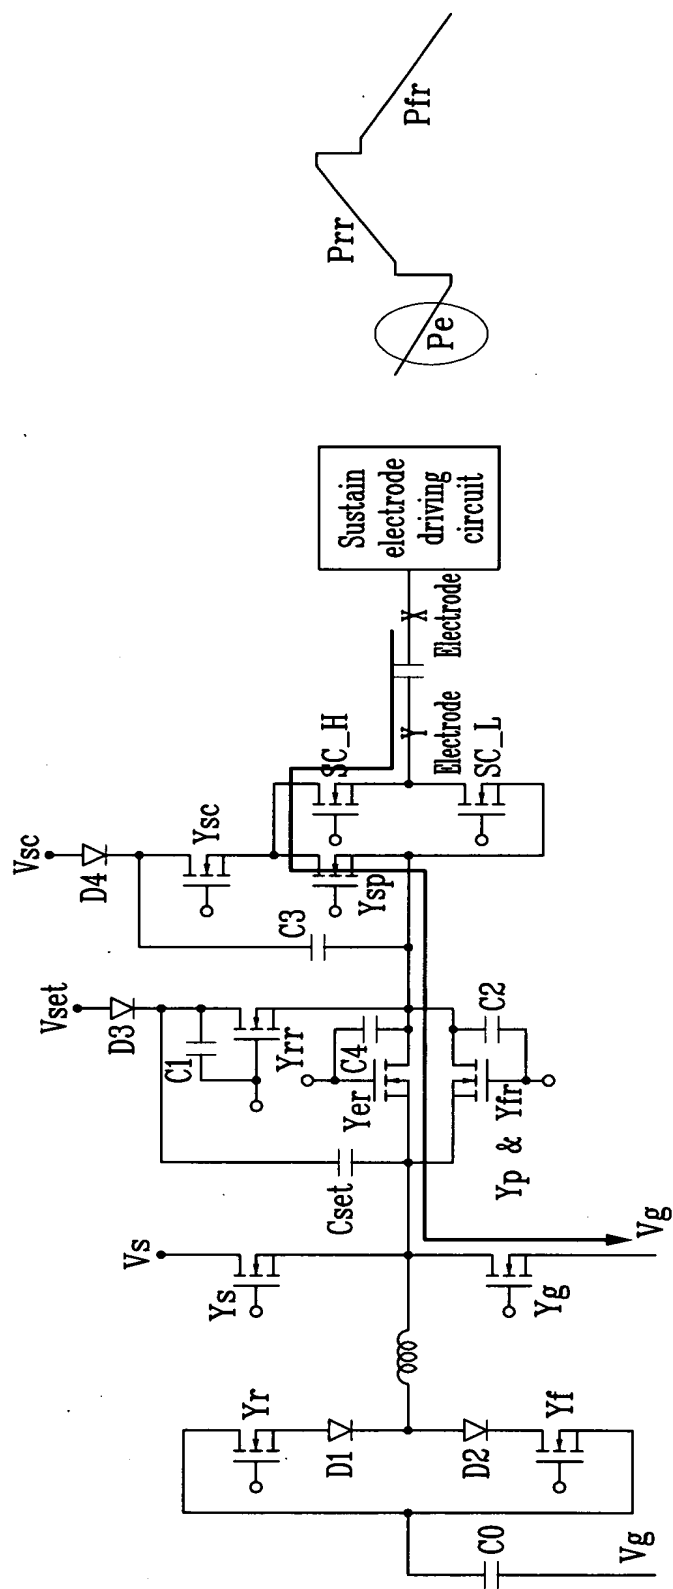 Pe
Prr
Pfr
Vsc
Vset
Vs
D4
D3
Ysc
Ys
Yr
C1
Yrr
C3
SC_H
Cset
Yer
C4
Ysp
D1
Y
Electrode
X
Electrode
Sustain
electrode
driving
circuit
D2
Yf
Yg
Yp & Yfr
C2
SC_L
C0
Vg
Vg